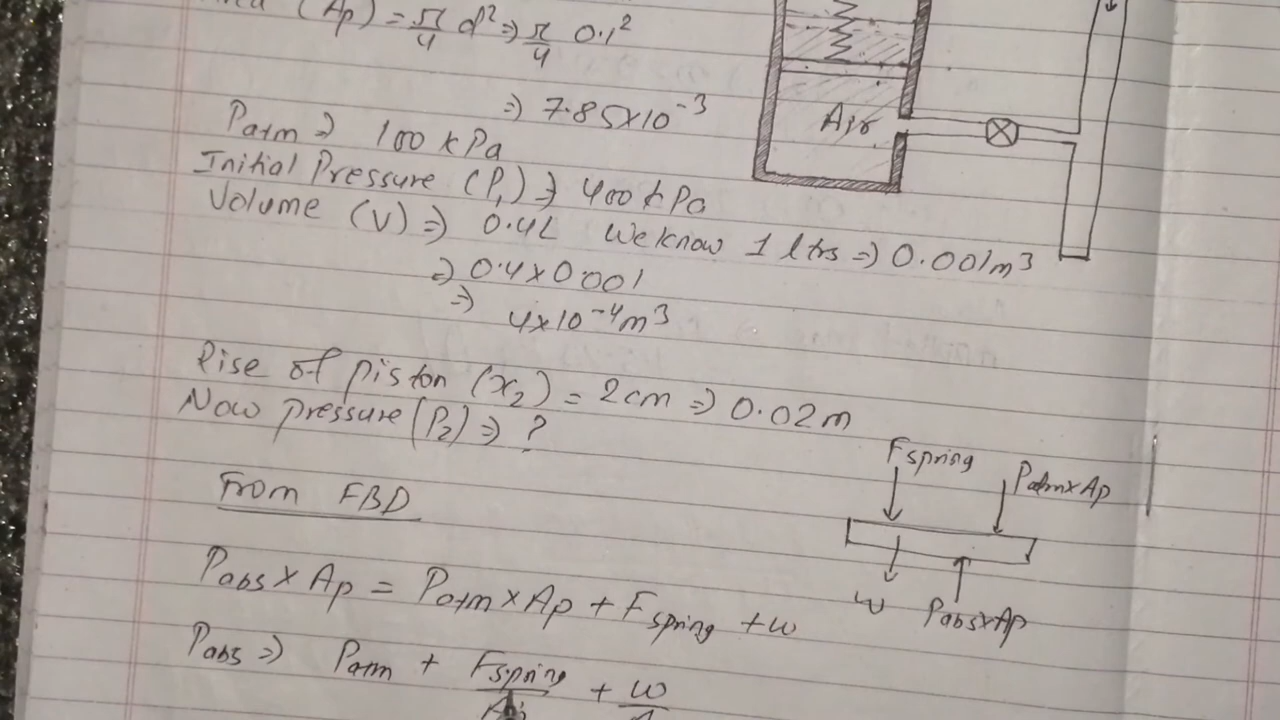 (Ap) = π/4 d² ⇒ π/4 0.1²
⇒ 7.85×10⁻³
Patm ⇒ 100 kPa
Initial Pressure (P₁) ⇒ 400 kPa
Volume (V) ⇒ 0.4L We know 1 ltrs ⇒ 0.001m³
⇒ 0.4×0.001
⇒ 4×10⁻⁴m³
Air
Rise of piston (x₂) = 2cm ⇒ 0.02m
Now pressure (P₂) ⇒ ?
From FBD
Fspring
Patm×Ap
w
Pabs×Ap
Pabs × Ap = Patm × Ap + Fspring + w
Pabs ⇒ Patm + Fspring/A + w/A